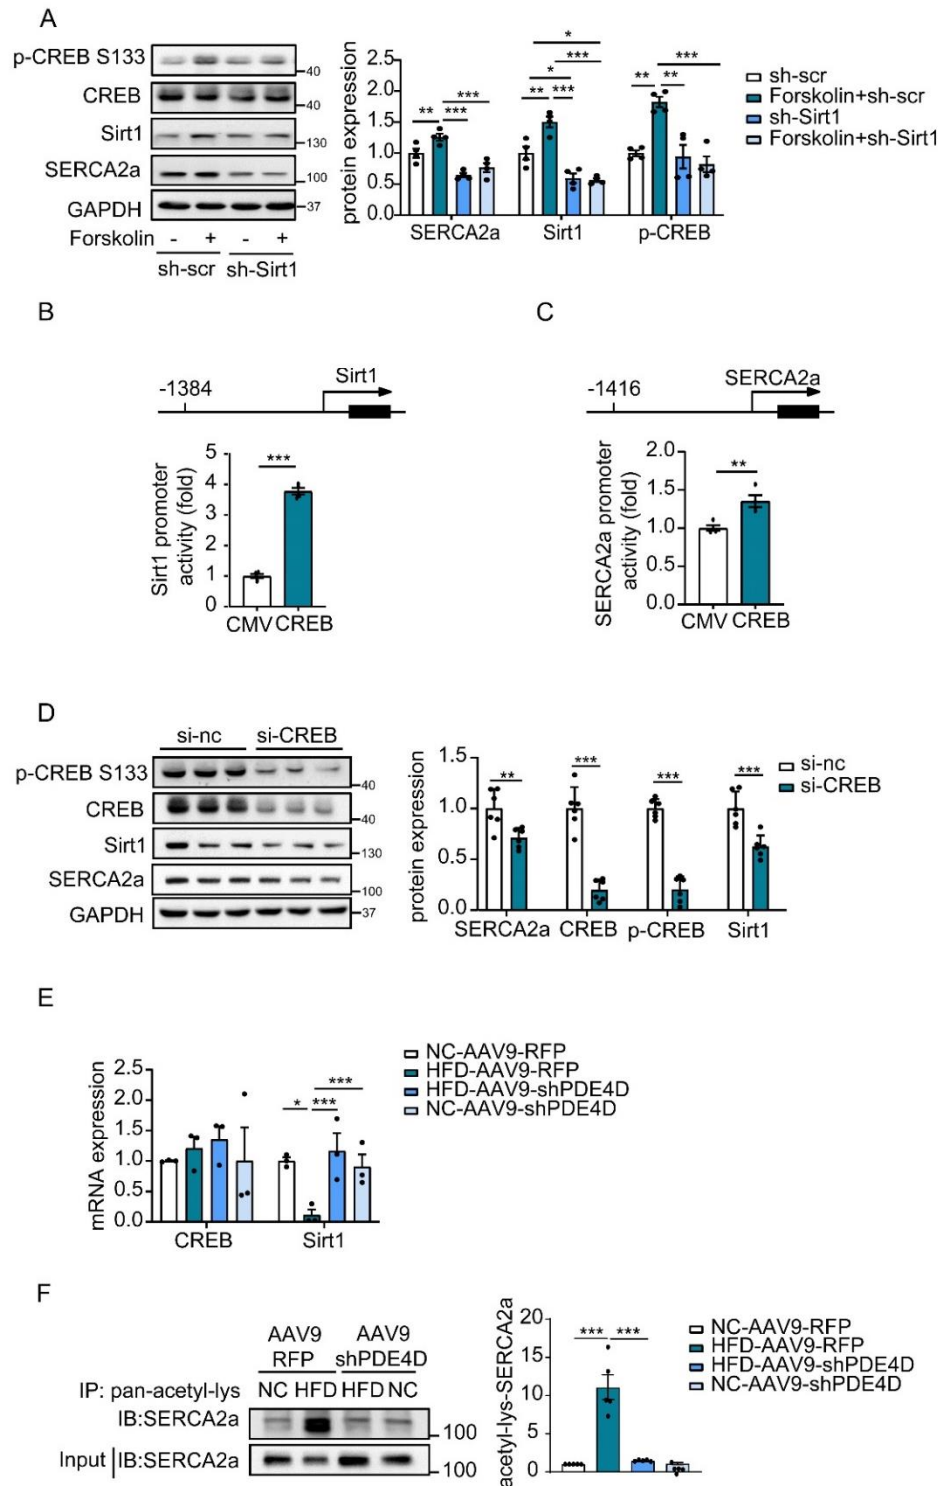 A
p-CREB S133
40
CREB
40
Sirt1
130
SERCA2a
100
GAPDH
37
Forskolin - + - +
sh-scr sh-Sirt1
protein expression
2.5
2.0
1.5
1.0
0.5
0.0
** *** ***
** * *** * ***
** ** ***
SERCA2a Sirt1 p-CREB
sh-scr
Forskolin+sh-scr
sh-Sirt1
Forskolin+sh-Sirt1
B
-1384
Sirt1
Sirt1 promoter
activity (fold)
5
4
3
2
1
0
***
CMV CREB
C
-1416
SERCA2a
SERCA2a promoter
activity (fold)
2.0
1.5
1.0
0.5
0.0
**
CMV CREB
D
si-nc si-CREB
p-CREB S133
40
CREB
40
Sirt1
130
SERCA2a
100
GAPDH
37
protein expression
1.5
1.0
0.5
0.0
** *** *** ***
SERCA2a CREB p-CREB Sirt1
si-nc
si-CREB
E
mRNA expression
2.5
2.0
1.5
1.0
0.5
0.0
* *** ***
CREB Sirt1
NC-AAV9-RFP
HFD-AAV9-RFP
HFD-AAV9-shPDE4D
NC-AAV9-shPDE4D
F
AAV9 AAV9
RFP shPDE4D
IP: pan-acetyl-lys NC HFD HFD NC
IB:SERCA2a
100
Input IB:SERCA2a
100
acetyl-lys-SERCA2a
20
15
10
5
0
*** ***
NC-AAV9-RFP
HFD-AAV9-RFP
HFD-AAV9-shPDE4D
NC-AAV9-shPDE4D